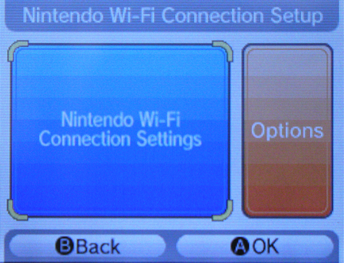 Nintendo Wi-Fi Connection Setup
Nintendo Wi-Fi
Connection Settings
Options
B Back
A OK